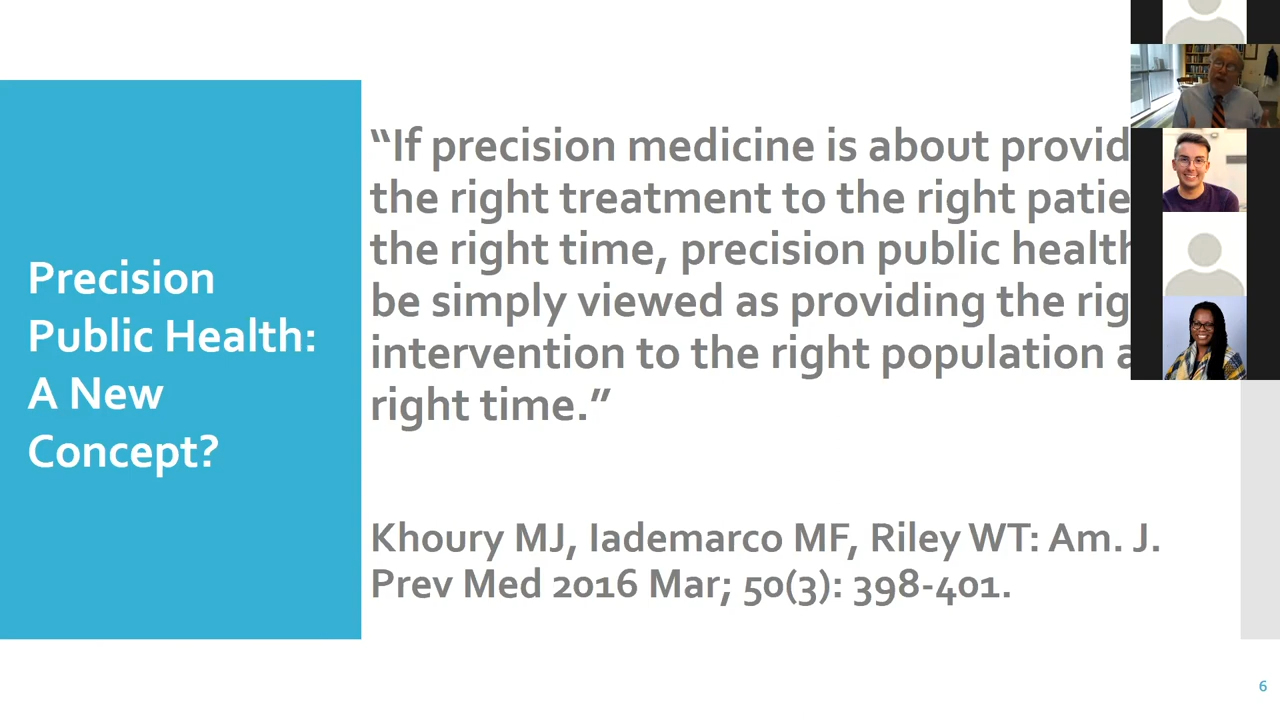 Precision
Public Health:
A New
Concept?
“If precision medicine is about provid
the right treatment to the right patie
the right time, precision public health
be simply viewed as providing the rig
intervention to the right population a
right time.”
Khoury MJ, Iademarco MF, Riley WT: Am. J.
Prev Med 2016 Mar; 50(3): 398-401.
6